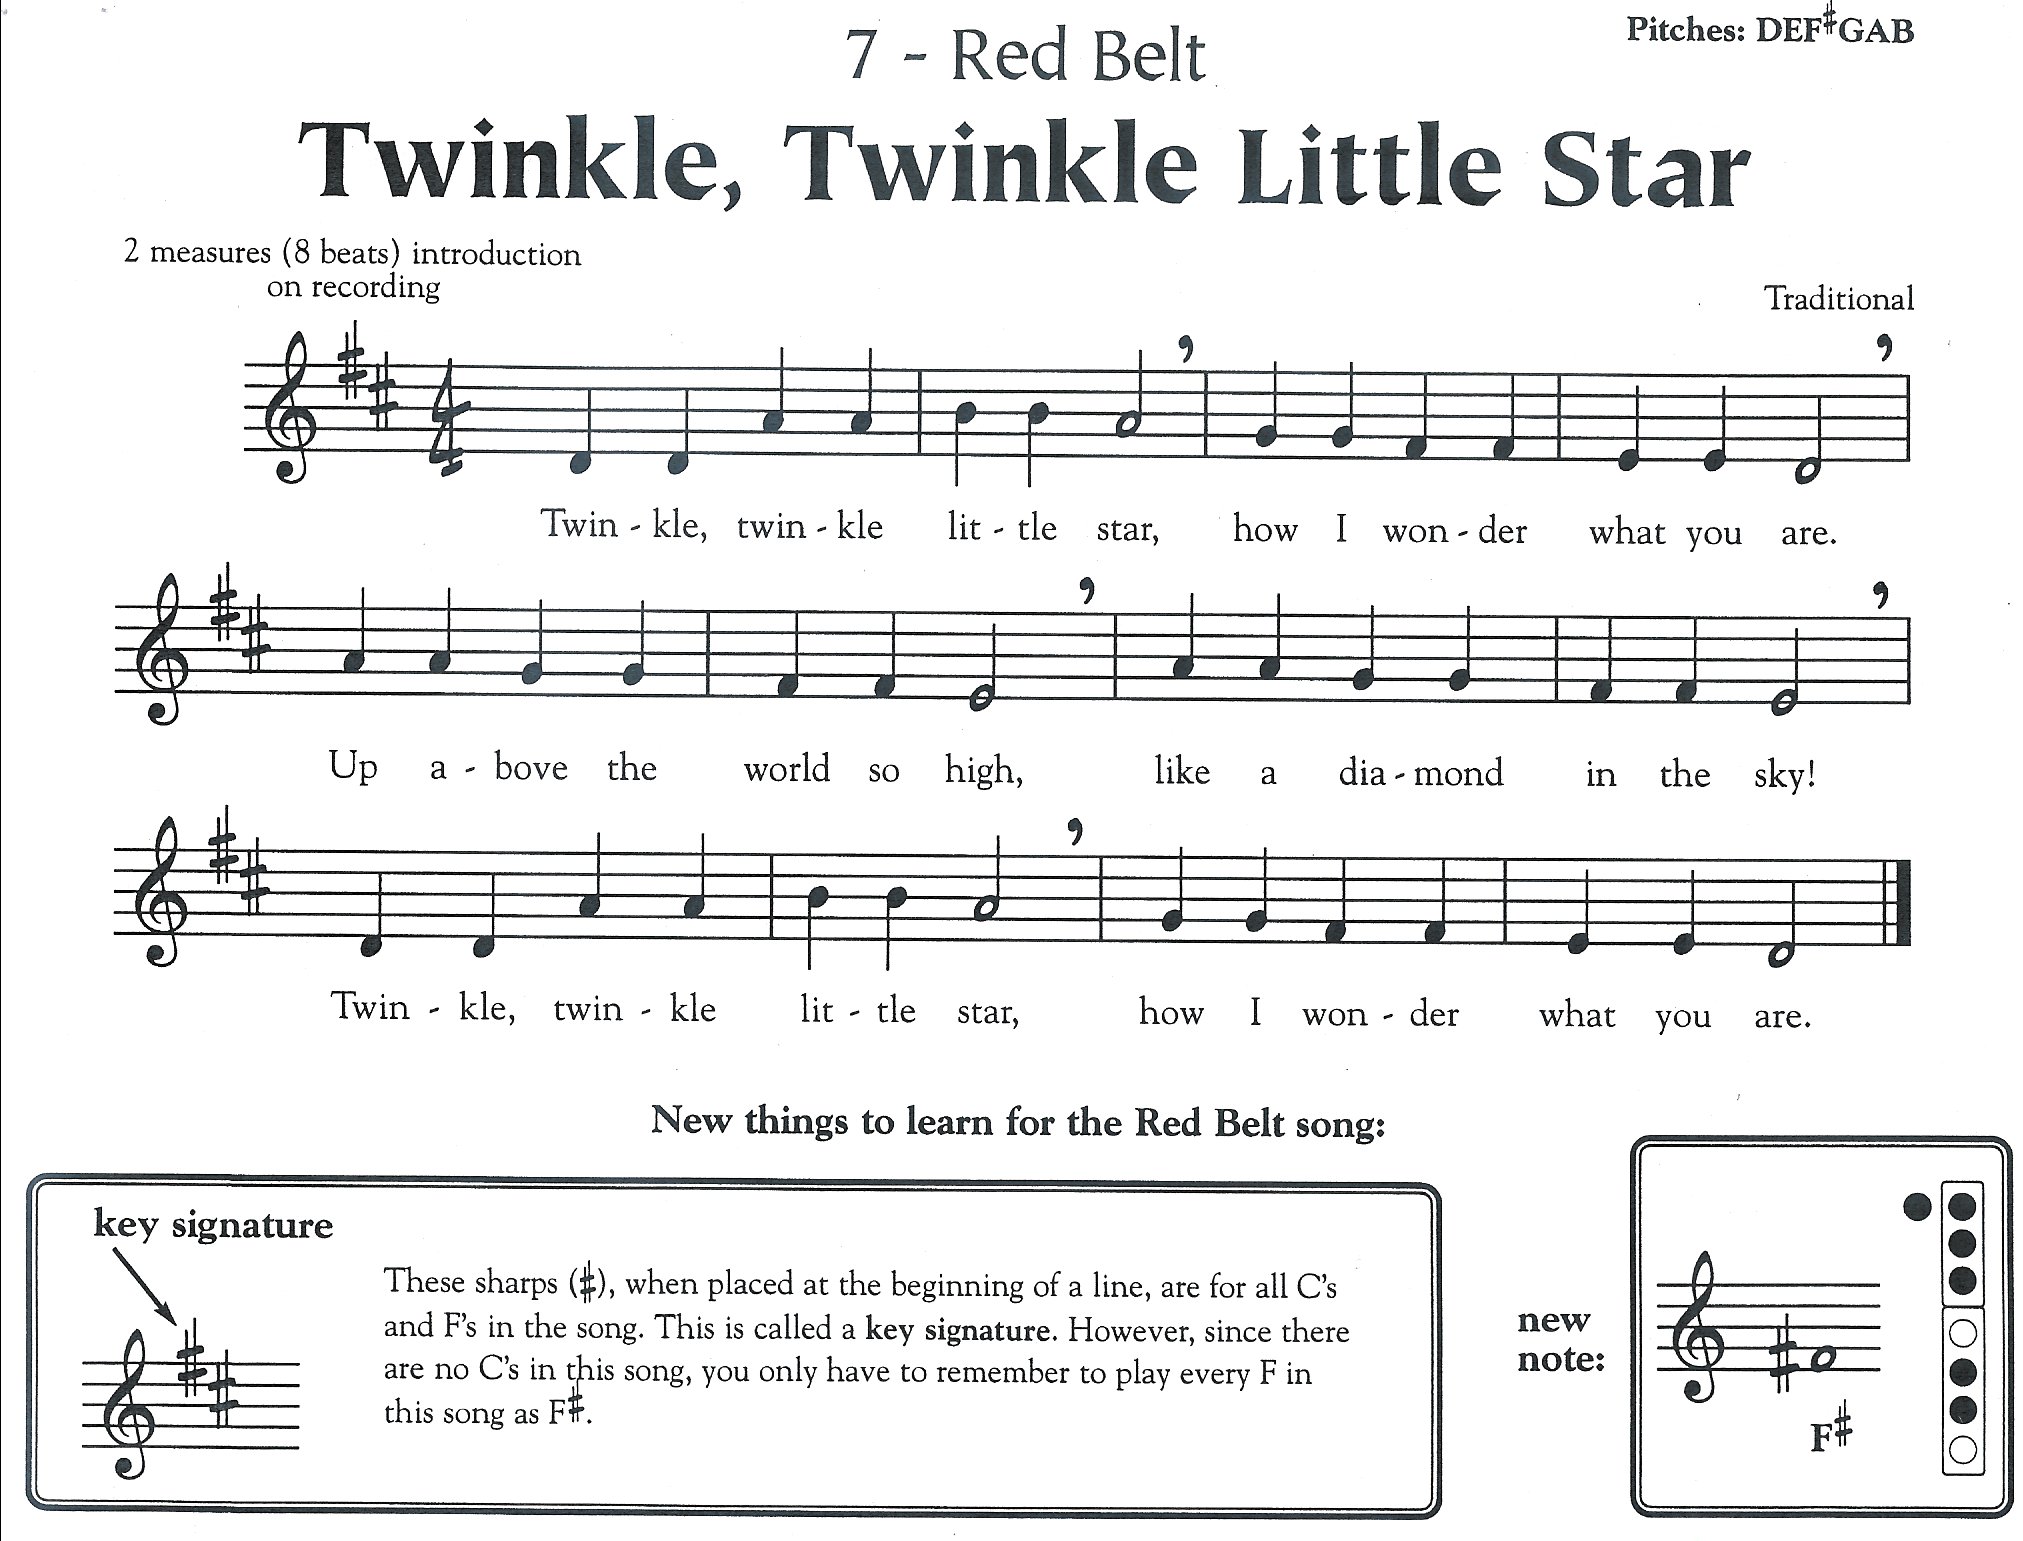 Pitches: DEF♯GAB
7 - Red Belt
Twinkle, Twinkle Little Star
2 measures (8 beats) introduction
on recording
Traditional
Twin - kle, twin - kle lit - tle star, how I won - der what you are.
Up a - bove the world so high, like a dia - mond in the sky!
Twin - kle, twin - kle lit - tle star, how I won - der what you are.
New things to learn for the Red Belt song:
key signature
These sharps (♯), when placed at the beginning of a line, are for all C's
and F's in the song. This is called a key signature. However, since there
are no C's in this song, you only have to remember to play every F in
this song as F♯.
new
note:
F♯